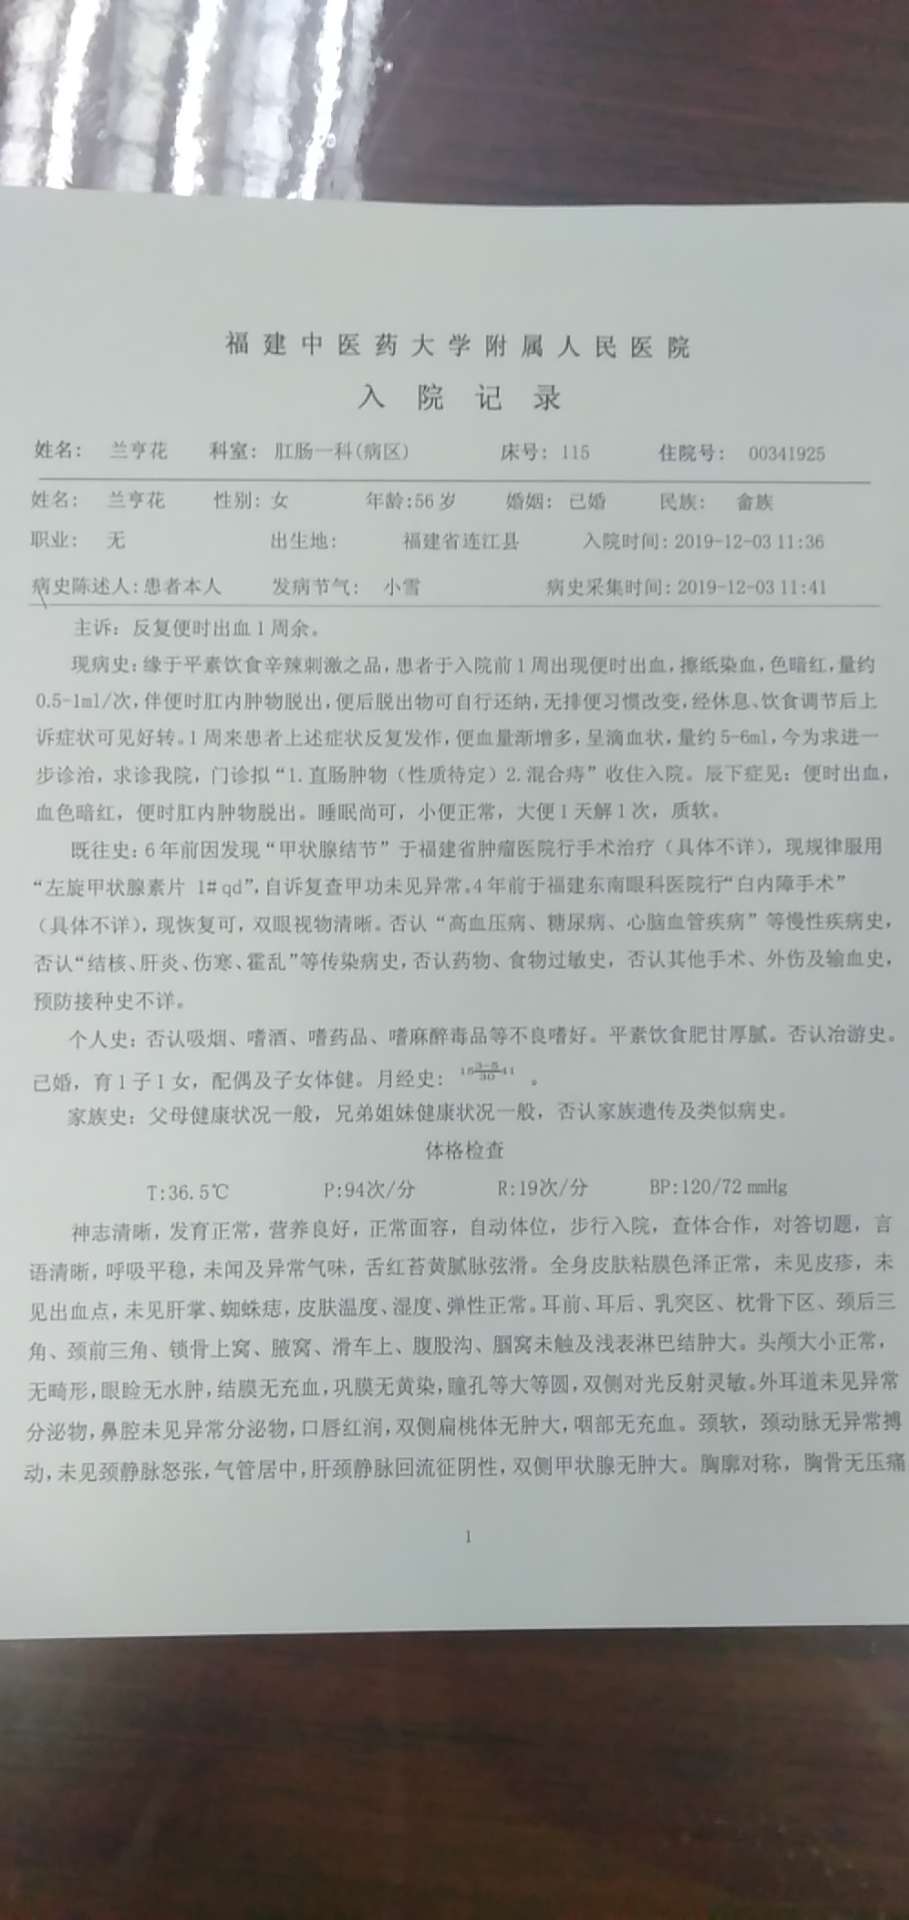 福建中医药大学附属人民医院
入院记录
姓名： 兰亨花 科室：肛肠一科(病区) 床号：115 住院号： 00341925
姓名： 兰亨花 性别：女 年龄:56岁 婚姻：已婚 民族： 畲族
职业： 无 出生地： 福建省连江县 入院时间:2019-12-03 11:36
病史陈述人:患者本人 发病节气： 小雪 病史采集时间:2019-12-03 11:41
主诉：反复便时出血1周余。
现病史:缘于平素饮食辛辣刺激之品,患者于入院前1周出现便时出血,擦纸染血,色暗红,量约
0.5-1ml/次,伴便时肛内肿物脱出,便后脱出物可自行还纳,无排便习惯改变,经休息、饮食调节后上
诉症状可见好转。1周来患者上述症状反复发作,便血量渐增多,呈滴血状,量约5-6ml,今为求进一
步诊治，求诊我院，门诊拟“1.直肠肿物（性质待定）2.混合痔”收住入院。辰下症见：便时出血，
血色暗红，便时肛内肿物脱出。睡眠尚可，小便正常，大便1天解1次，质软。
既往史:6年前因发现“甲状腺结节”于福建省肿瘤医院行手术治疗（具体不详），现规律服用
“左旋甲状腺素片 1# qd”,自诉复查甲功未见异常。4年前于福建东南眼科医院行“白内障手术”
（具体不详），现恢复可，双眼视物清晰。否认“高血压病、糖尿病、心脑血管疾病”等慢性疾病史，
否认“结核、肝炎、伤寒、霍乱”等传染病史,否认药物、食物过敏史，否认其他手术、外伤及输血史，
预防接种史不详。
个人史：否认吸烟、嗜酒、嗜药品、嗜麻醉毒品等不良嗜好。平素饮食肥甘厚腻。否认冶游史。
已婚，育1子1女，配偶及子女体健。月经史： 。
家族史：父母健康状况一般，兄弟姐妹健康状况一般，否认家族遗传及类似病史。
体格检查
T:36.5℃ P:94次/分 R:19次/分 BP:120/72 mmHg
神志清晰，发育正常，营养良好，正常面容，自动体位，步行入院，查体合作，对答切题，言
语清晰,呼吸平稳,未闻及异常气味,舌红苔黄腻脉弦滑。全身皮肤粘膜色泽正常，未见皮疹，未
见出血点,未见肝掌、蜘蛛痣,皮肤温度、湿度、弹性正常。耳前、耳后、乳突区、枕骨下区、颈后三
角、颈前三角、锁骨上窝、腋窝、滑车上、腹股沟、腘窝未触及浅表淋巴结肿大。头颅大小正常，
无畸形,眼睑无水肿,结膜无充血,巩膜无黄染,瞳孔等大等圆,双侧对光反射灵敏。外耳道未见异常
分泌物,鼻腔未见异常分泌物,口唇红润,双侧扁桃体无肿大,咽部无充血。颈软，颈动脉无异常搏
动,未见颈静脉怒张,气管居中,肝颈静脉回流征阴性,双侧甲状腺无肿大。胸廓对称，胸骨无压痛
1